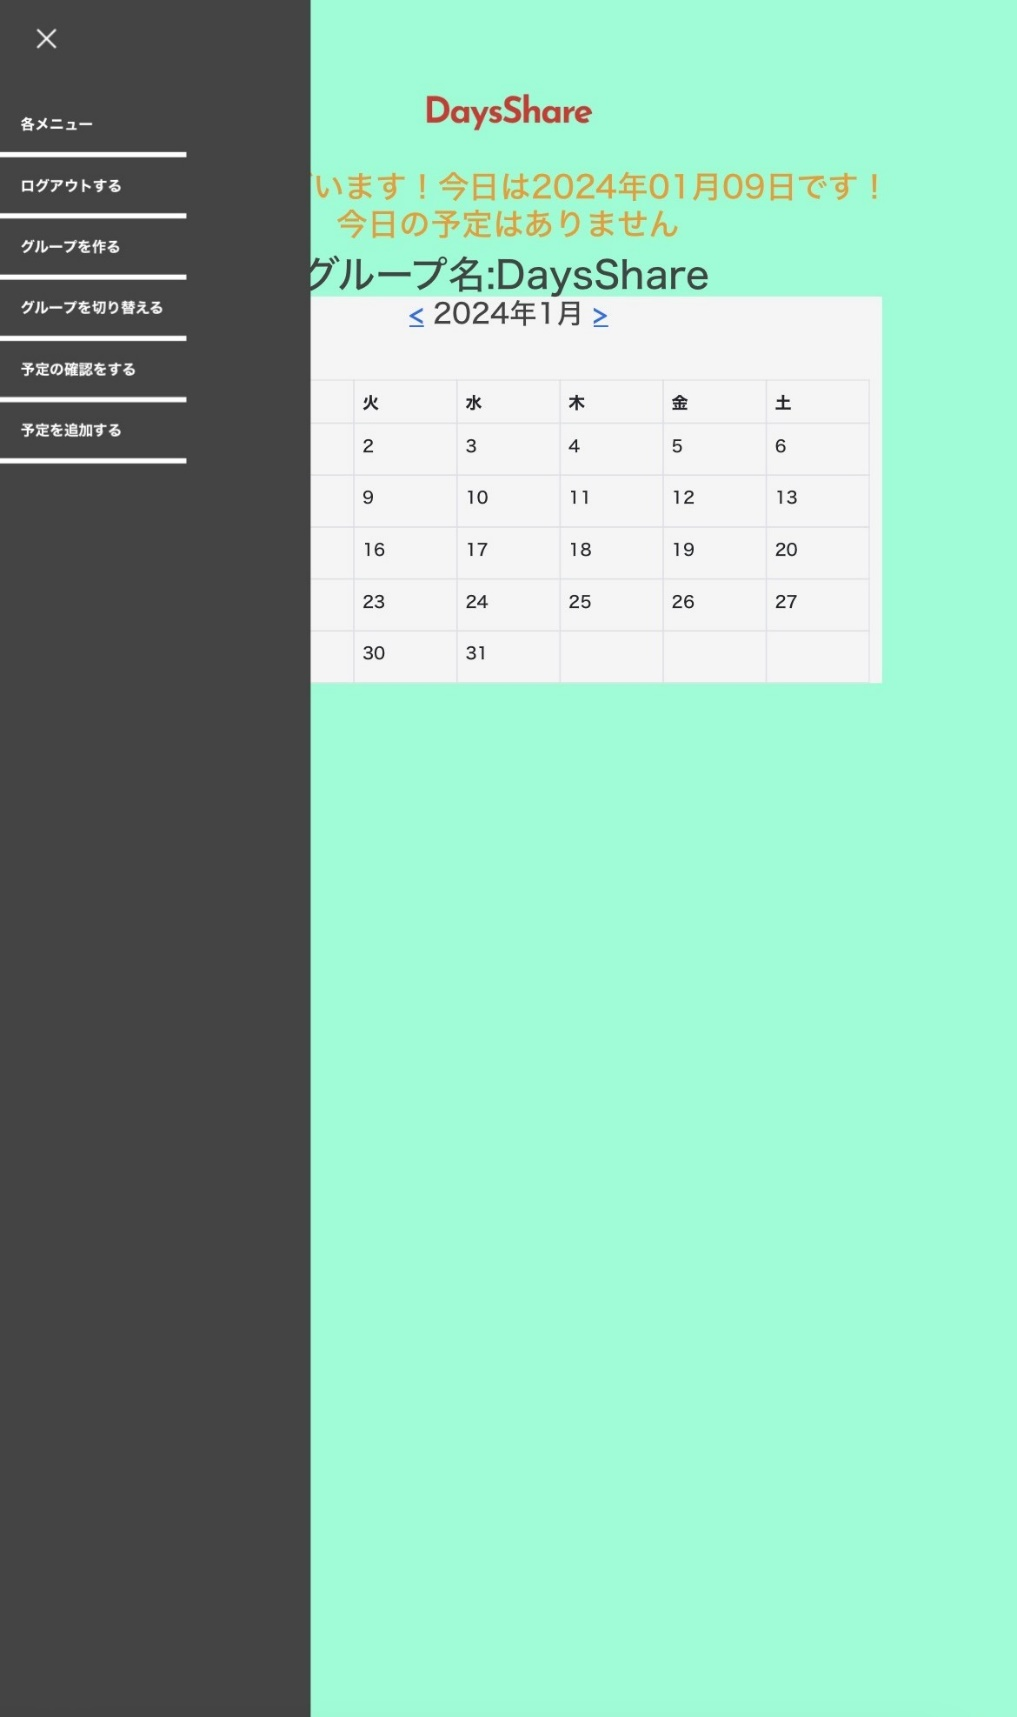 各メニュー
ログアウトする
グループを作る
グループを切り替える
予定の確認をする
予定を追加する
DaysShare
います！今日は2024年01月09日です！
今日の予定はありません
グループ名:DaysShare
< 2024年1月 >
火 水 木 金 土
2 3 4 5 6
9 10 11 12 13
16 17 18 19 20
23 24 25 26 27
30 31